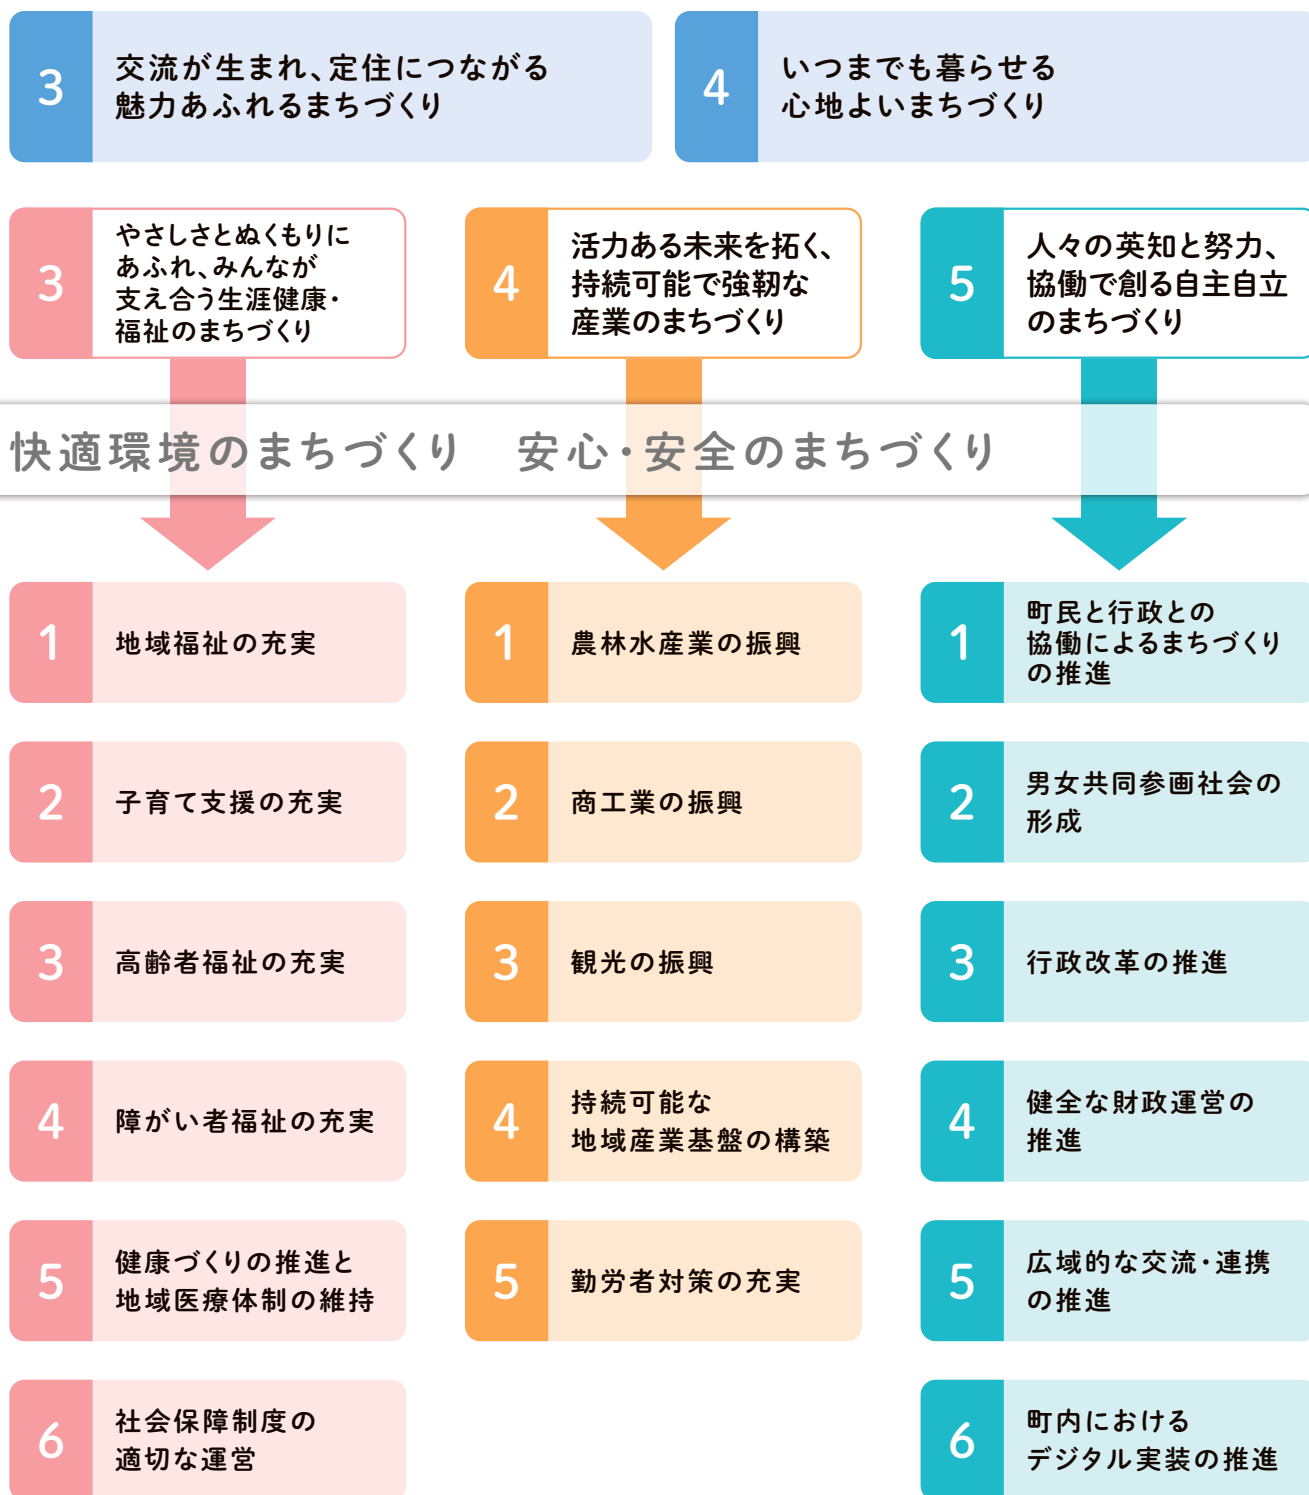 3
交流が生まれ、定住につながる
魅力あふれるまちづくり
4
いつまでも暮らせる
心地よいまちづくり
3
やさしさとぬくもりに
あふれ、みんなが
支え合う生涯健康・
福祉のまちづくり
4
活力ある未来を拓く、
持続可能で強靭な
産業のまちづくり
5
人々の英知と努力、
協働で創る自主自立
のまちづくり
快適環境のまちづくり　安心・安全のまちづくり
1
地域福祉の充実
2
子育て支援の充実
3
高齢者福祉の充実
4
障がい者福祉の充実
5
健康づくりの推進と
地域医療体制の維持
6
社会保障制度の
適切な運営
1
農林水産業の振興
2
商工業の振興
3
観光の振興
4
持続可能な
地域産業基盤の構築
5
勤労者対策の充実
1
町民と行政との
協働によるまちづくり
の推進
2
男女共同参画社会の
形成
3
行政改革の推進
4
健全な財政運営の
推進
5
広域的な交流・連携
の推進
6
町内における
デジタル実装の推進